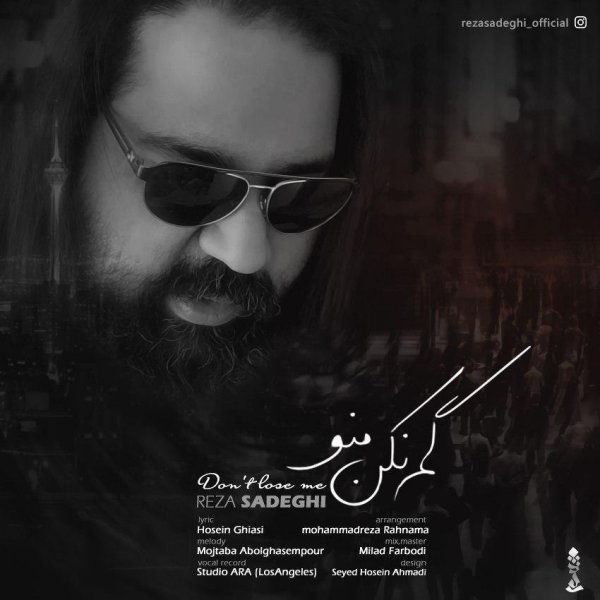 rezasadeghi_official
گم نکن منو
Don't lose me
REZA SADEGHI
lyric
Hosein Ghiasi
arrangement
mohammadreza Rahnama
melody
Mojtaba Abolghasempour
mix,master
Milad Farbodi
vocal record
Studio ARA (LosAngeles)
design
Seyed Hosein Ahmadi